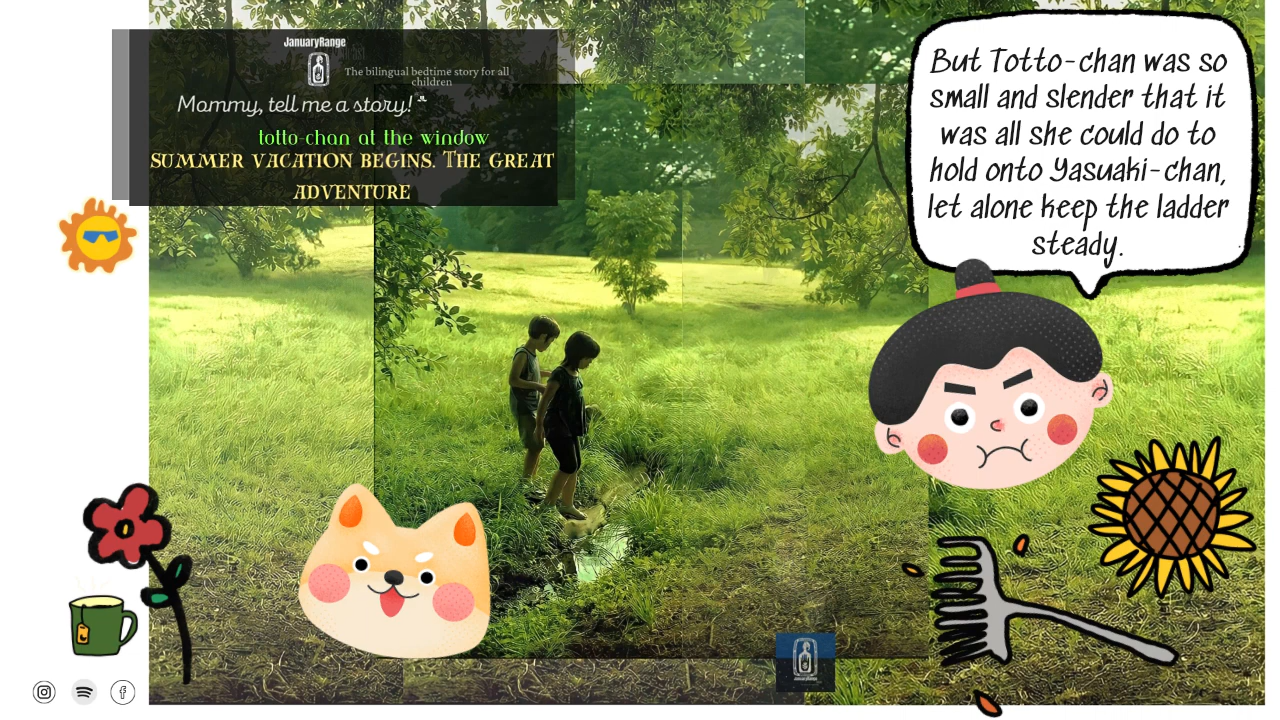 JanuaryRange
The bilingual bedtime story for all
children
Mommy, tell me a story!
totto-chan at the window
SUMMER VACATION BEGINS. THE GREAT
ADVENTURE
But Totto-chan was so
small and slender that it
was all she could do to
hold onto Yasuaki-chan,
let alone keep the ladder
steady.
JanuaryRange